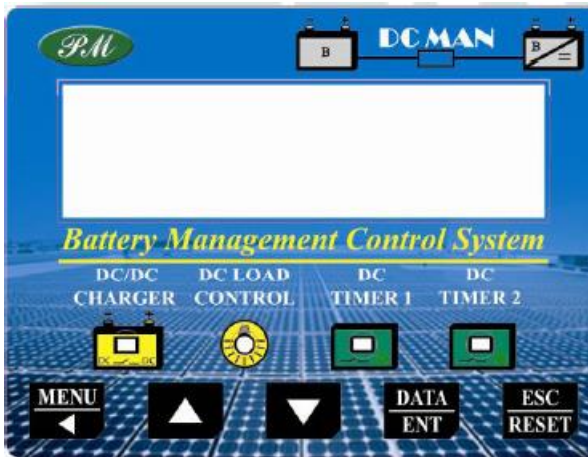 PM
DC MAN
B
B
Battery Management Control System
DC/DC
CHARGER
DC LOAD
CONTROL
DC
TIMER 1
DC
TIMER 2
DC DC
MENU
DATA
ENT
ESC
RESET